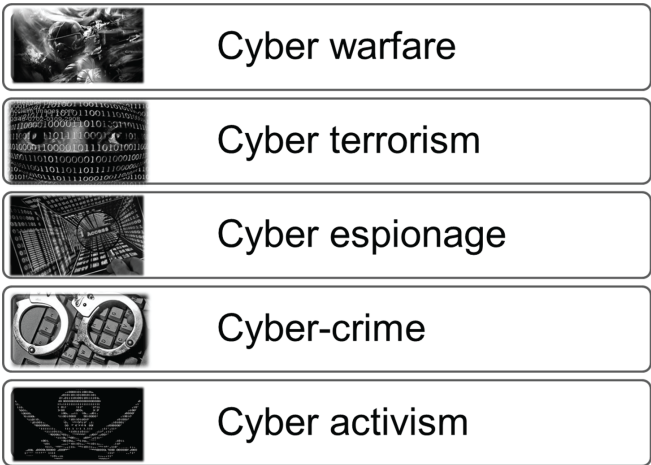 Cyber warfare
Cyber terrorism
Cyber espionage
Cyber-crime
Cyber activism